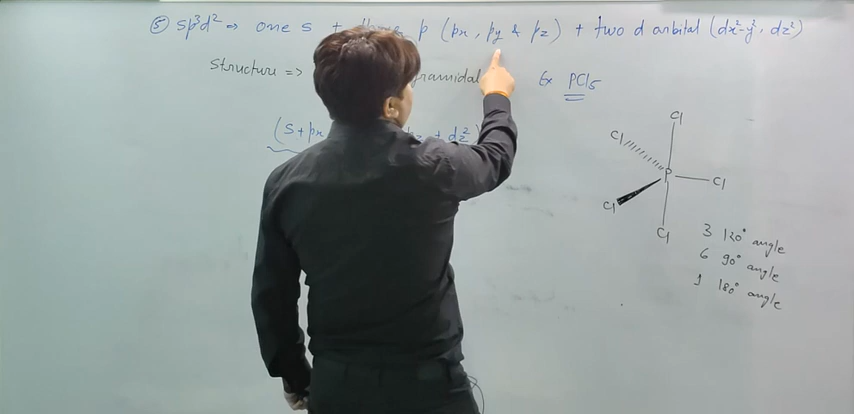 ⑤ sp³d² ⇒ one s + p (px, py & pz) + two d orbital (dx²-y², dz²)
Structure ⇒ Ex PCl₅
(s + px + dz²
Cl
Cl
P Cl
Cl
Cl
3 120° angle
6 90° angle
1 180° angle